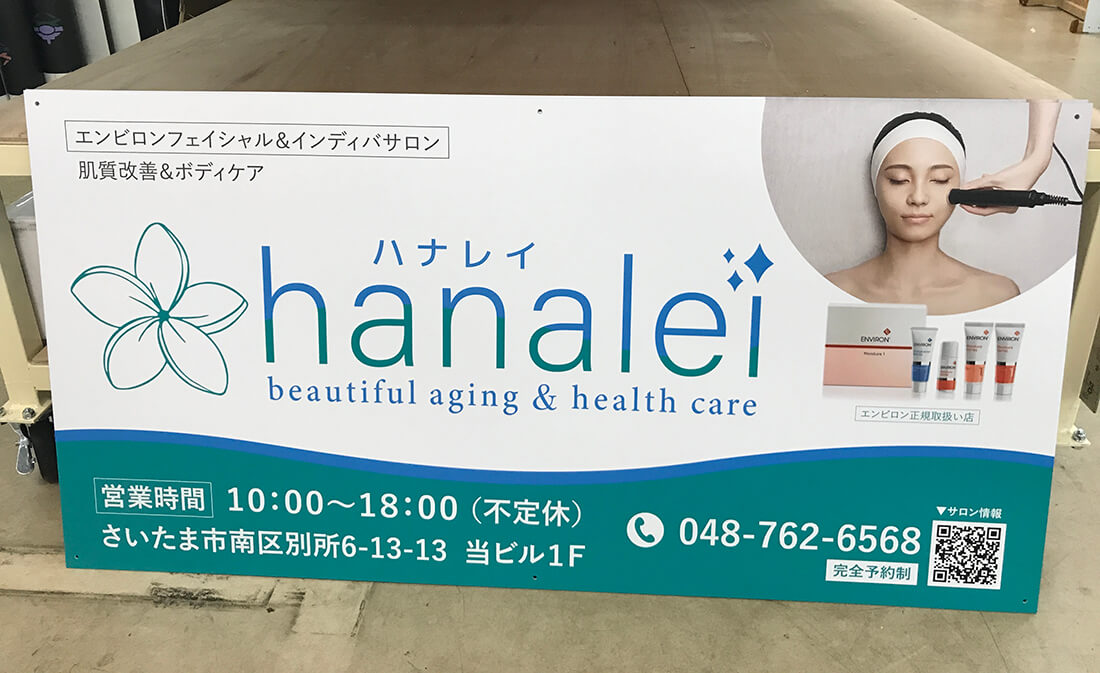 エンビロンフェイシャル&インディバサロン
肌質改善&ボディケア
ハナレイ
hanalei
beautiful aging & health care
ENVIRON
Moisture 1
エンビロン正規取扱い店
営業時間 10:00〜18:00（不定休）
さいたま市南区別所6-13-13 当ビル1F
048-762-6568
完全予約制
▼サロン情報